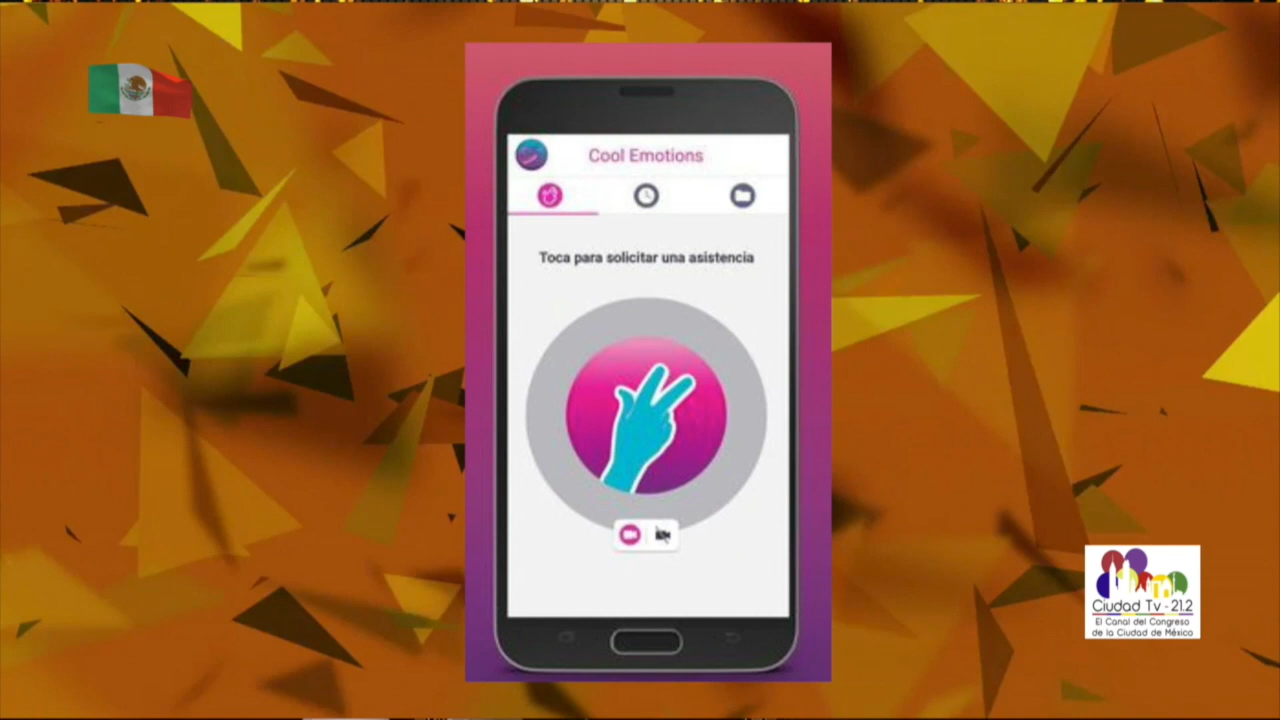 Cool Emotions
Toca para solicitar una asistencia
Ciudad Tv - 21.2
El Canal del Congreso
de la Ciudad de México